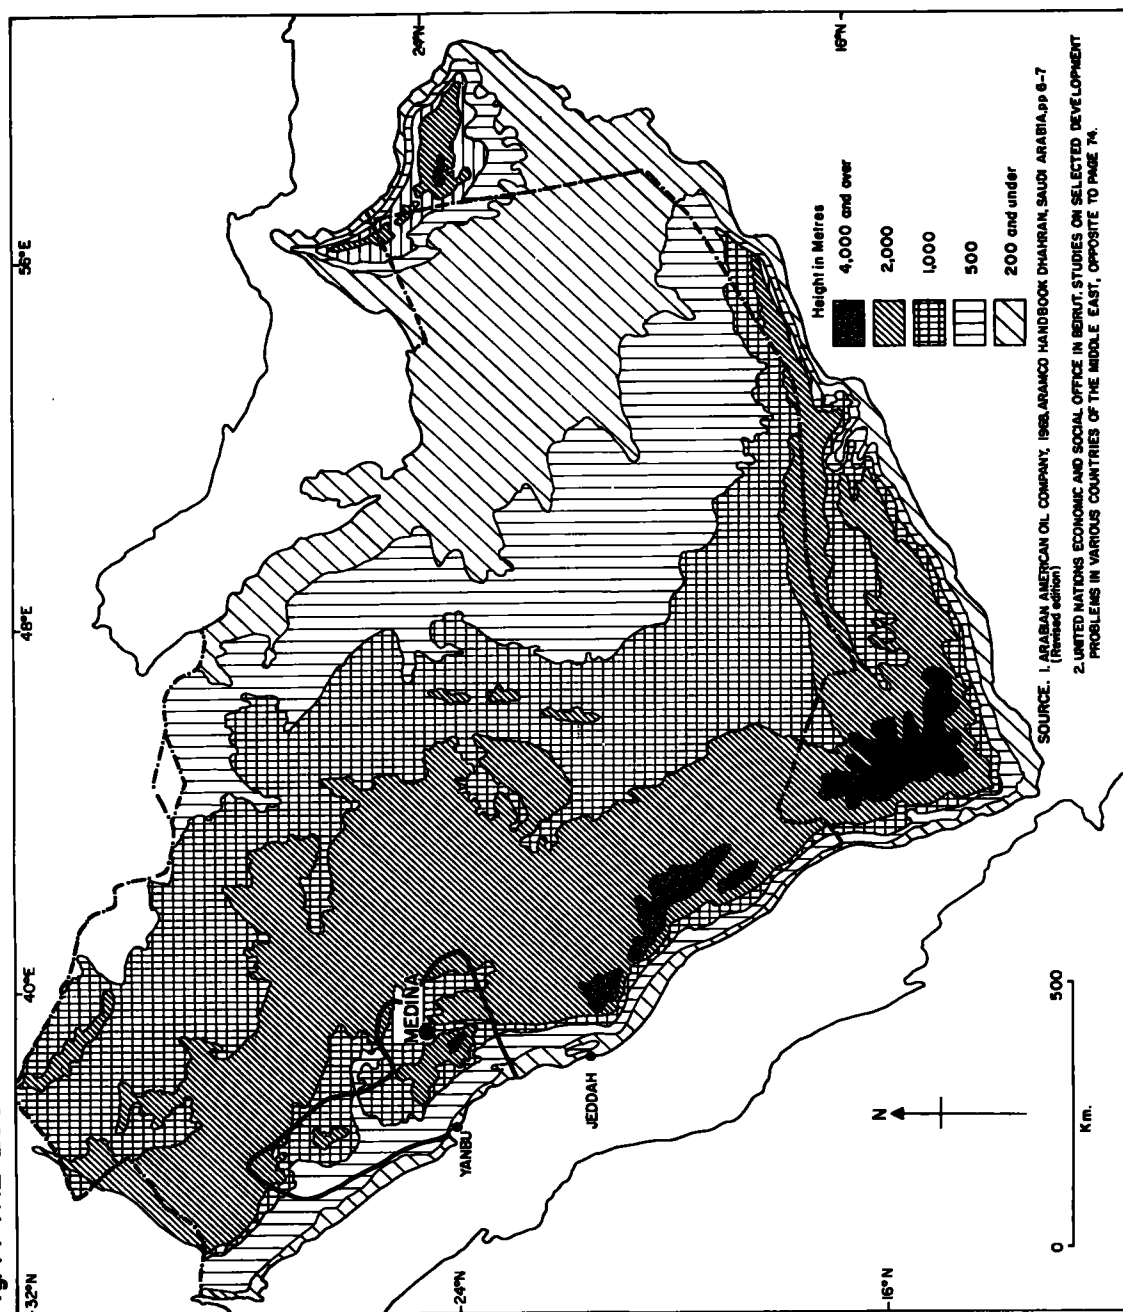 32°N
24°N
16°N
40°E
48°E
56°E
24°N
16°N
MEDINA
YANBU
JEDDAH
N
0
500
Km.
Height in Metres
4,000 and over
2,000
1,000
500
200 and under
SOURCE. 1. ARABIAN AMERICAN OIL COMPANY, 1968, ARAMCO HANDBOOK DHAHRAN, SAUDI ARABIA, pp 6-7
(Revised edition)
2. UNITED NATIONS ECONOMIC AND SOCIAL OFFICE IN BEIRUT, STUDIES ON SELECTED DEVELOPMENT
PROBLEMS IN VARIOUS COUNTRIES OF THE MIDDLE EAST, OPPOSITE TO PAGE 74.